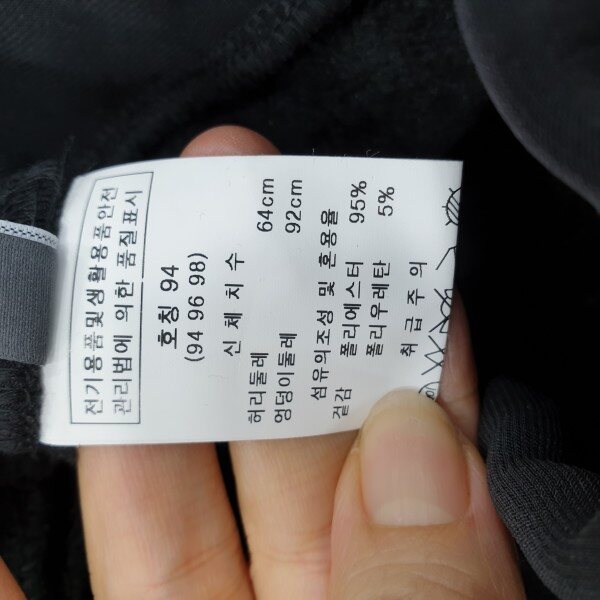 전기용품및생활용품안전
관리법에 의한 품질표시
호칭 94
(94 96 98)
신 체 치 수
허리둘레 64cm
엉덩이둘레 92cm
섬유의조성 및 혼용율
겉감 폴리에스터 95%
폴리우레탄 5%
취 급 주 의